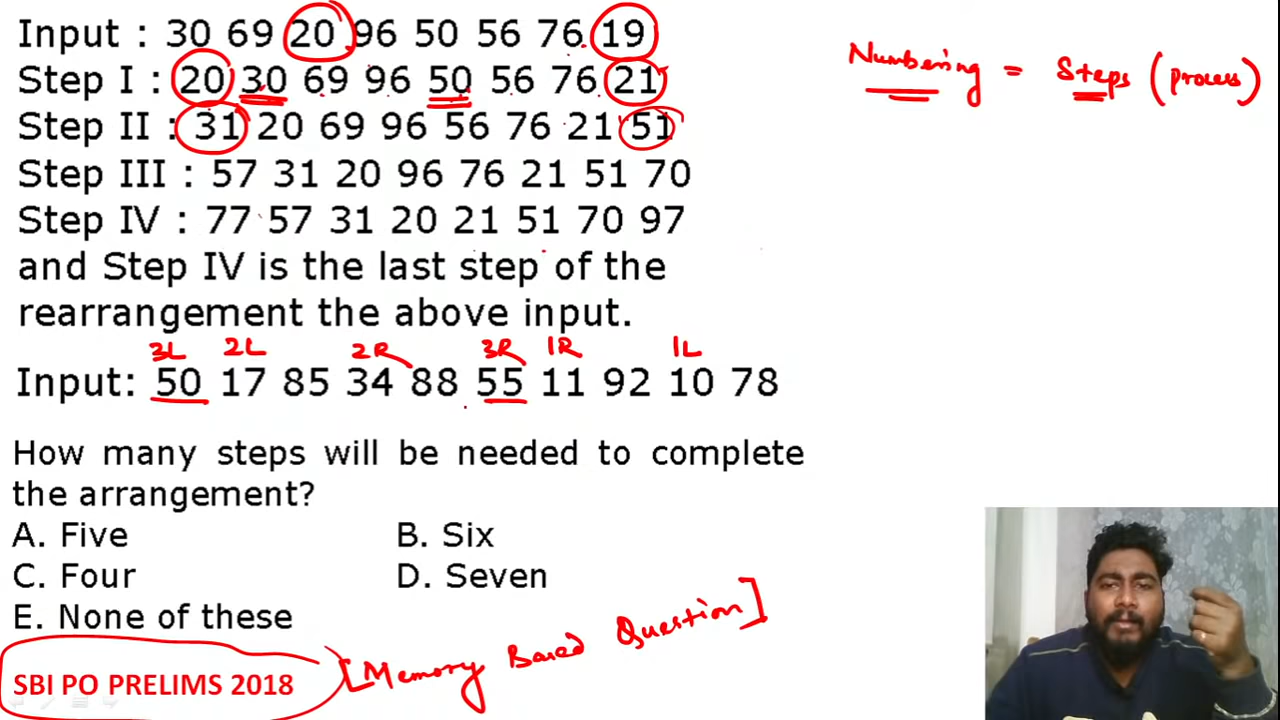 Input : 30 69 20 96 50 56 76 19
Step I : 20 30 69 96 50 56 76 21
Step II : 31 20 69 96 56 76 21 51
Step III : 57 31 20 96 76 21 51 70
Step IV : 77 57 31 20 21 51 70 97
and Step IV is the last step of the
rearrangement the above input.
Numbering = Steps (process)
3L 2L 2R 3R 1R 1L
Input: 50 17 85 34 88 55 11 92 10 78
How many steps will be needed to complete
the arrangement?
A. Five B. Six
C. Four D. Seven
E. None of these
SBI PO PRELIMS 2018
[Memory Based Question]